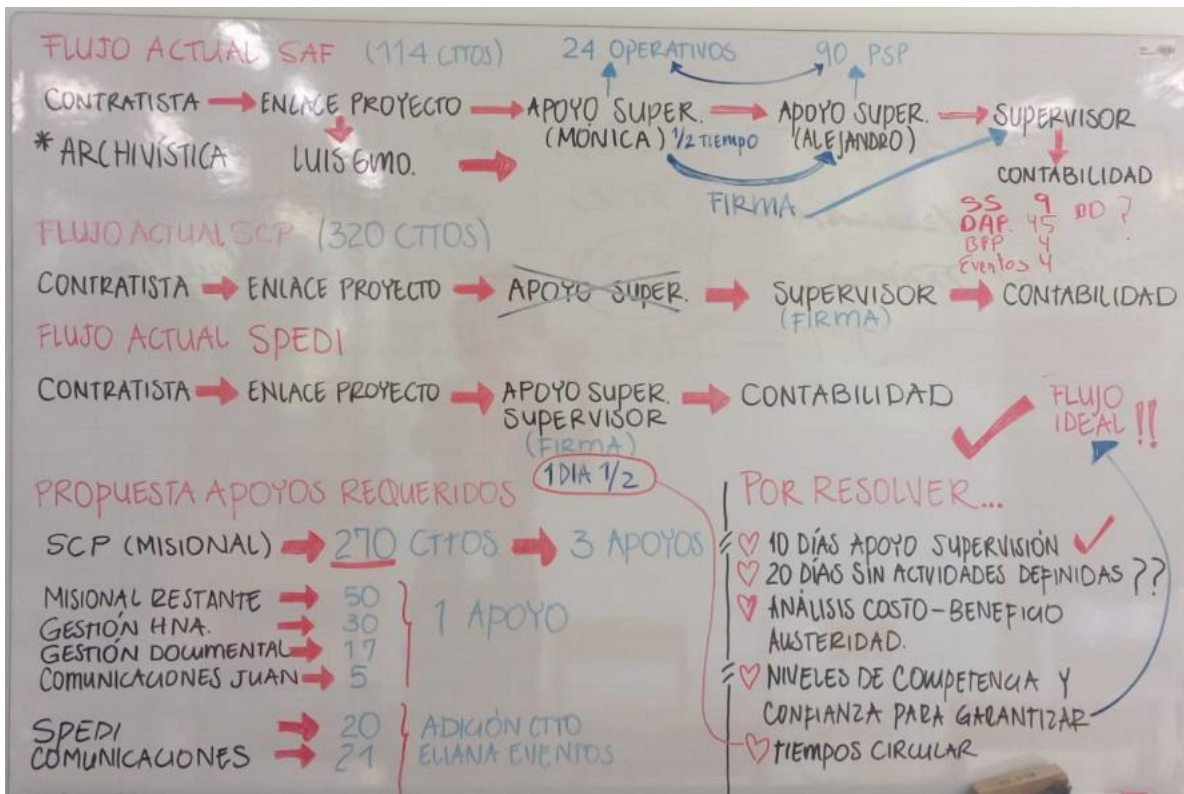 FLUJO ACTUAL SAF (114 CTTOS) 24 OPERATIVOS 90 PSP
CONTRATISTA → ENLACE PROYECTO → APOYO SUPER. → APOYO SUPER. → SUPERVISOR
(MÓNICA) 1/2 TIEMPO (ALEJANDRO)
* ARCHIVÍSTICA LUIS GMO. →
CONTABILIDAD
FIRMA
SS 9
DAP. 45 BD ?
BPP 4
Eventos 4
FLUJO ACTUAL SCP (320 CTTOS)
CONTRATISTA → ENLACE PROYECTO → APOYO SUPER. → SUPERVISOR → CONTABILIDAD
(FIRMA)
FLUJO ACTUAL SPEDI
CONTRATISTA → ENLACE PROYECTO → APOYO SUPER. → CONTABILIDAD
SUPERVISOR
(FIRMA)
1 DIA 1/2
FLUJO
IDEAL !!
PROPUESTA APOYOS REQUERIDOS
SCP (MISIONAL) → 270 CTTOS → 3 APOYOS
MISIONAL RESTANTE → 50
GESTIÓN HNA. → 30
GESTIÓN DOCUMENTAL → 17
COMUNICACIONES JUAN → 5
1 APOYO
SPEDI → 20
COMUNICACIONES → 21
ADICIÓN CTTO
ELIANA EVENTOS
POR RESOLVER...
10 DÍAS APOYO SUPERVISIÓN
20 DÍAS SIN ACTVIDADES DEFINIDAS ??
ANÁLISIS COSTO-BENEFICIO
AUSTERIDAD.
NIVELES DE COMPETENCIA Y
CONFIANZA PARA GARANTIZAR
TIEMPOS CIRCULAR